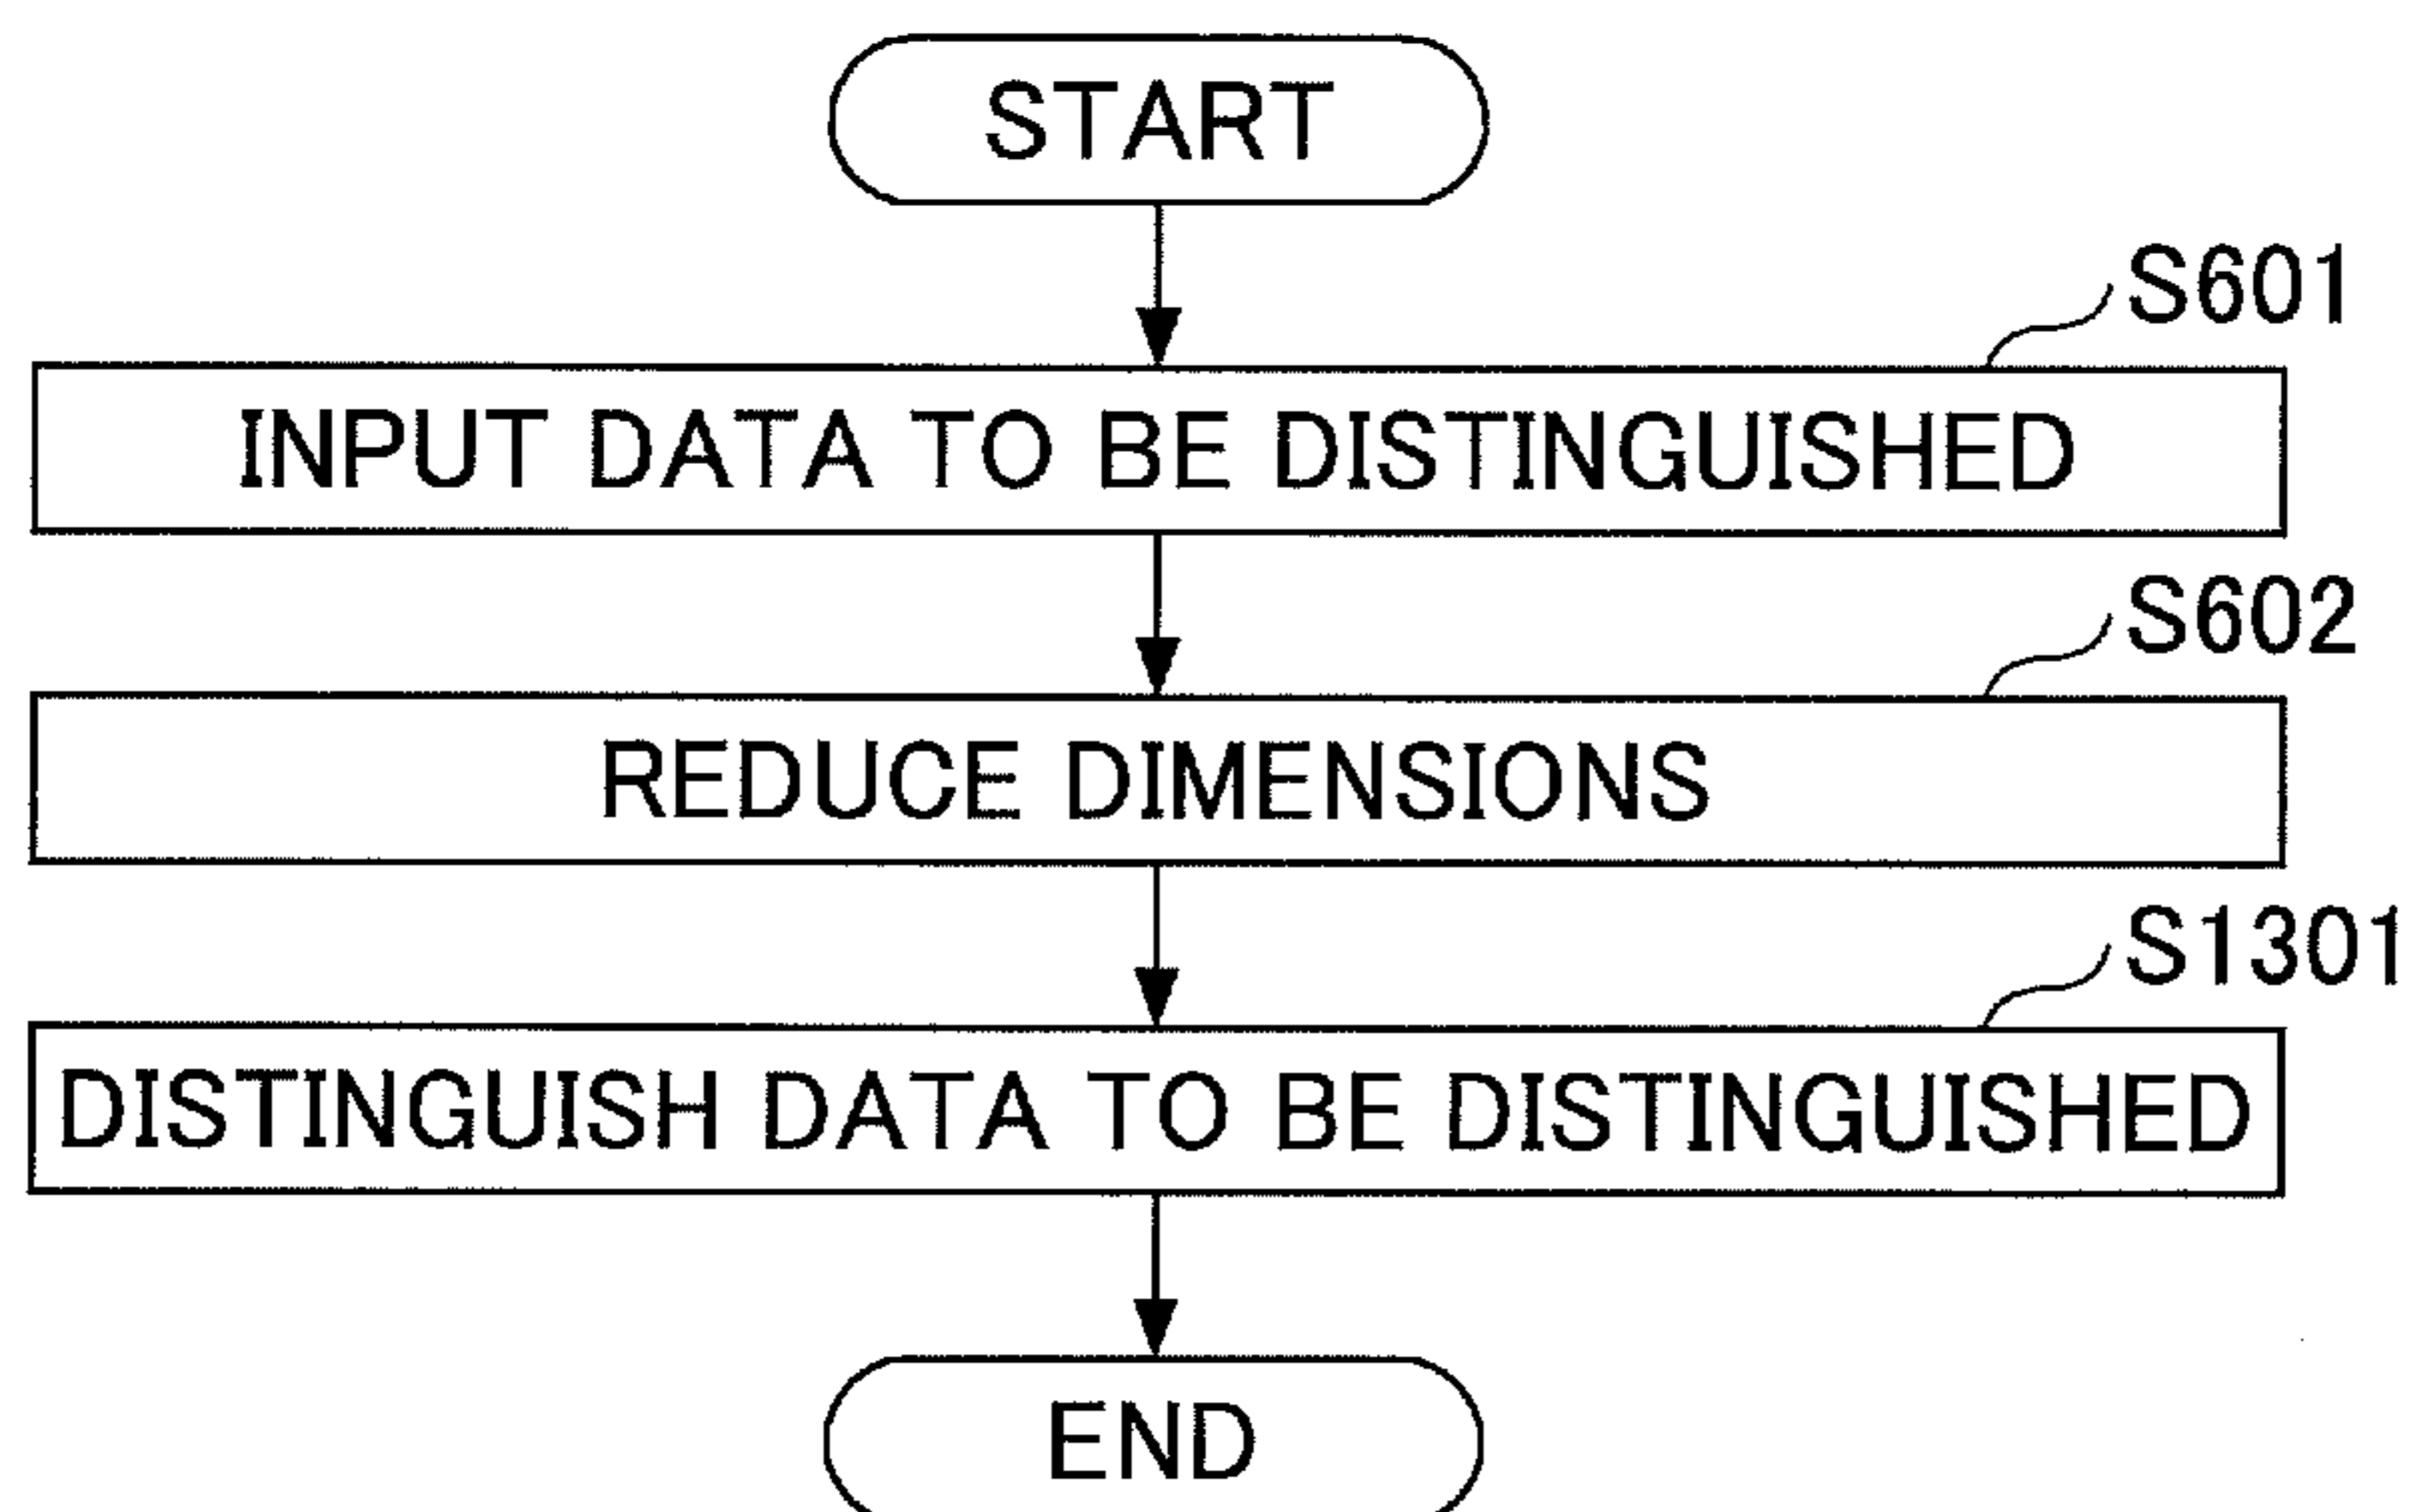 START
S601
INPUT DATA TO BE DISTINGUISHED
S602
REDUCE DIMENSIONS
S1301
DISTINGUISH DATA TO BE DISTINGUISHED
END